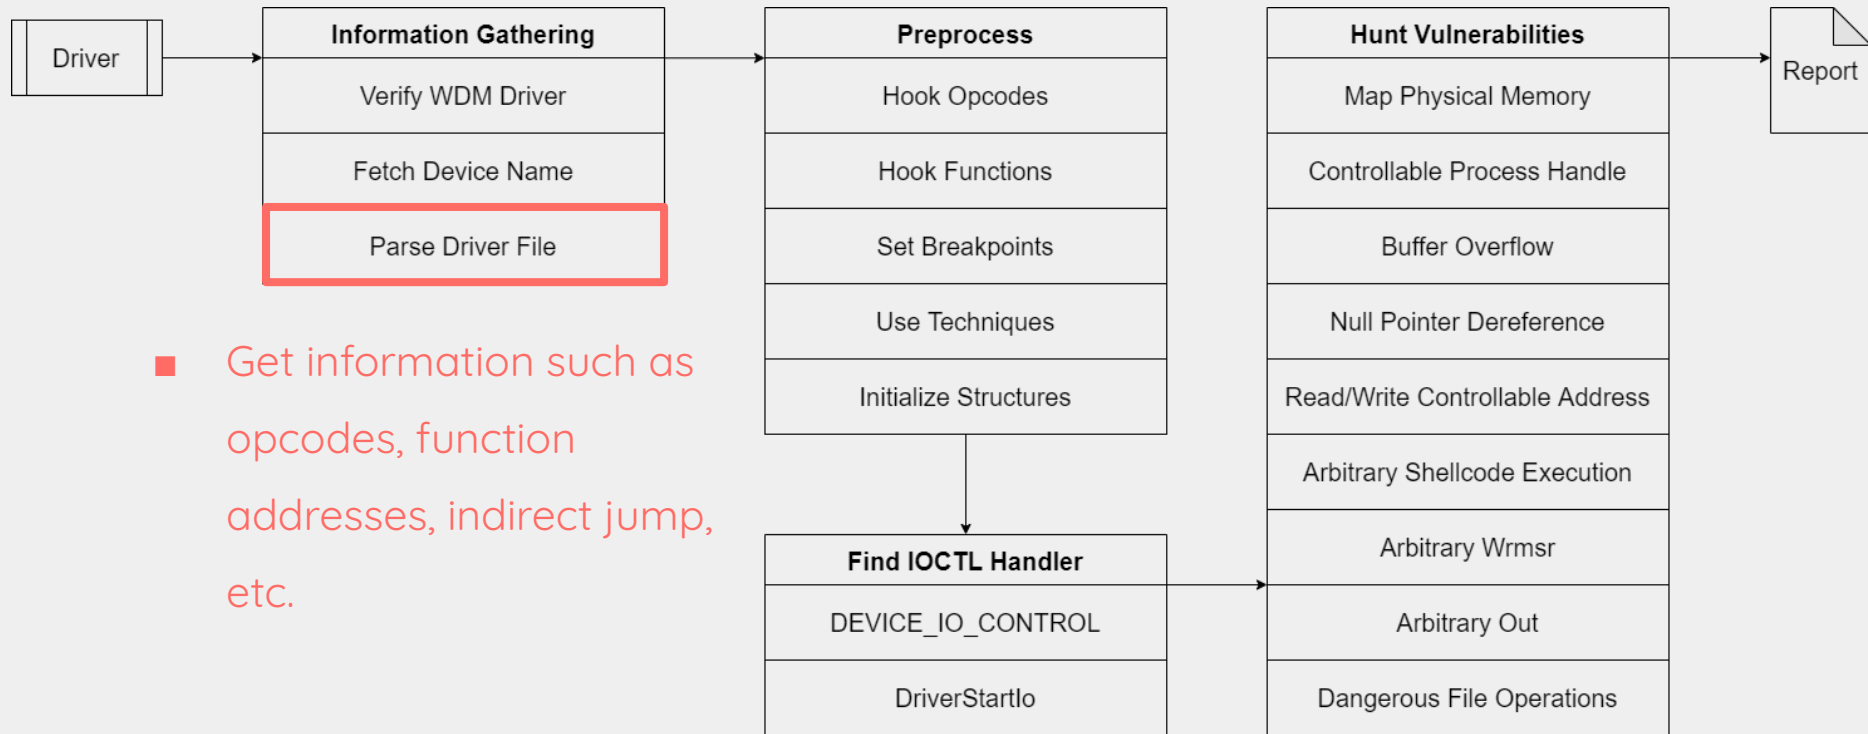 Driver
Information Gathering
Verify WDM Driver
Fetch Device Name
Parse Driver File
■ Get information such as
opcodes, function
addresses, indirect jump,
etc.
Preprocess
Hook Opcodes
Hook Functions
Set Breakpoints
Use Techniques
Initialize Structures
Find IOCTL Handler
DEVICE_IO_CONTROL
DriverStartIo
Hunt Vulnerabilities
Map Physical Memory
Controllable Process Handle
Buffer Overflow
Null Pointer Dereference
Read/Write Controllable Address
Arbitrary Shellcode Execution
Arbitrary Wrmsr
Arbitrary Out
Dangerous File Operations
Report